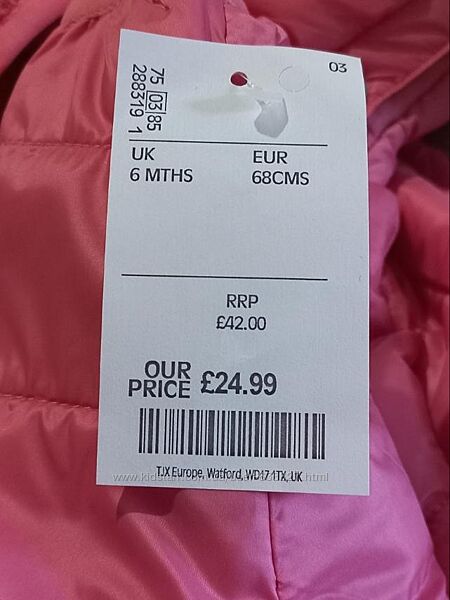 03
75 03 85
288319 1
UK EUR
6 MTHS 68CMS
RRP
£42.00
OUR
PRICE £24.99
TJX Europe, Watford, WD17 1TX, UK